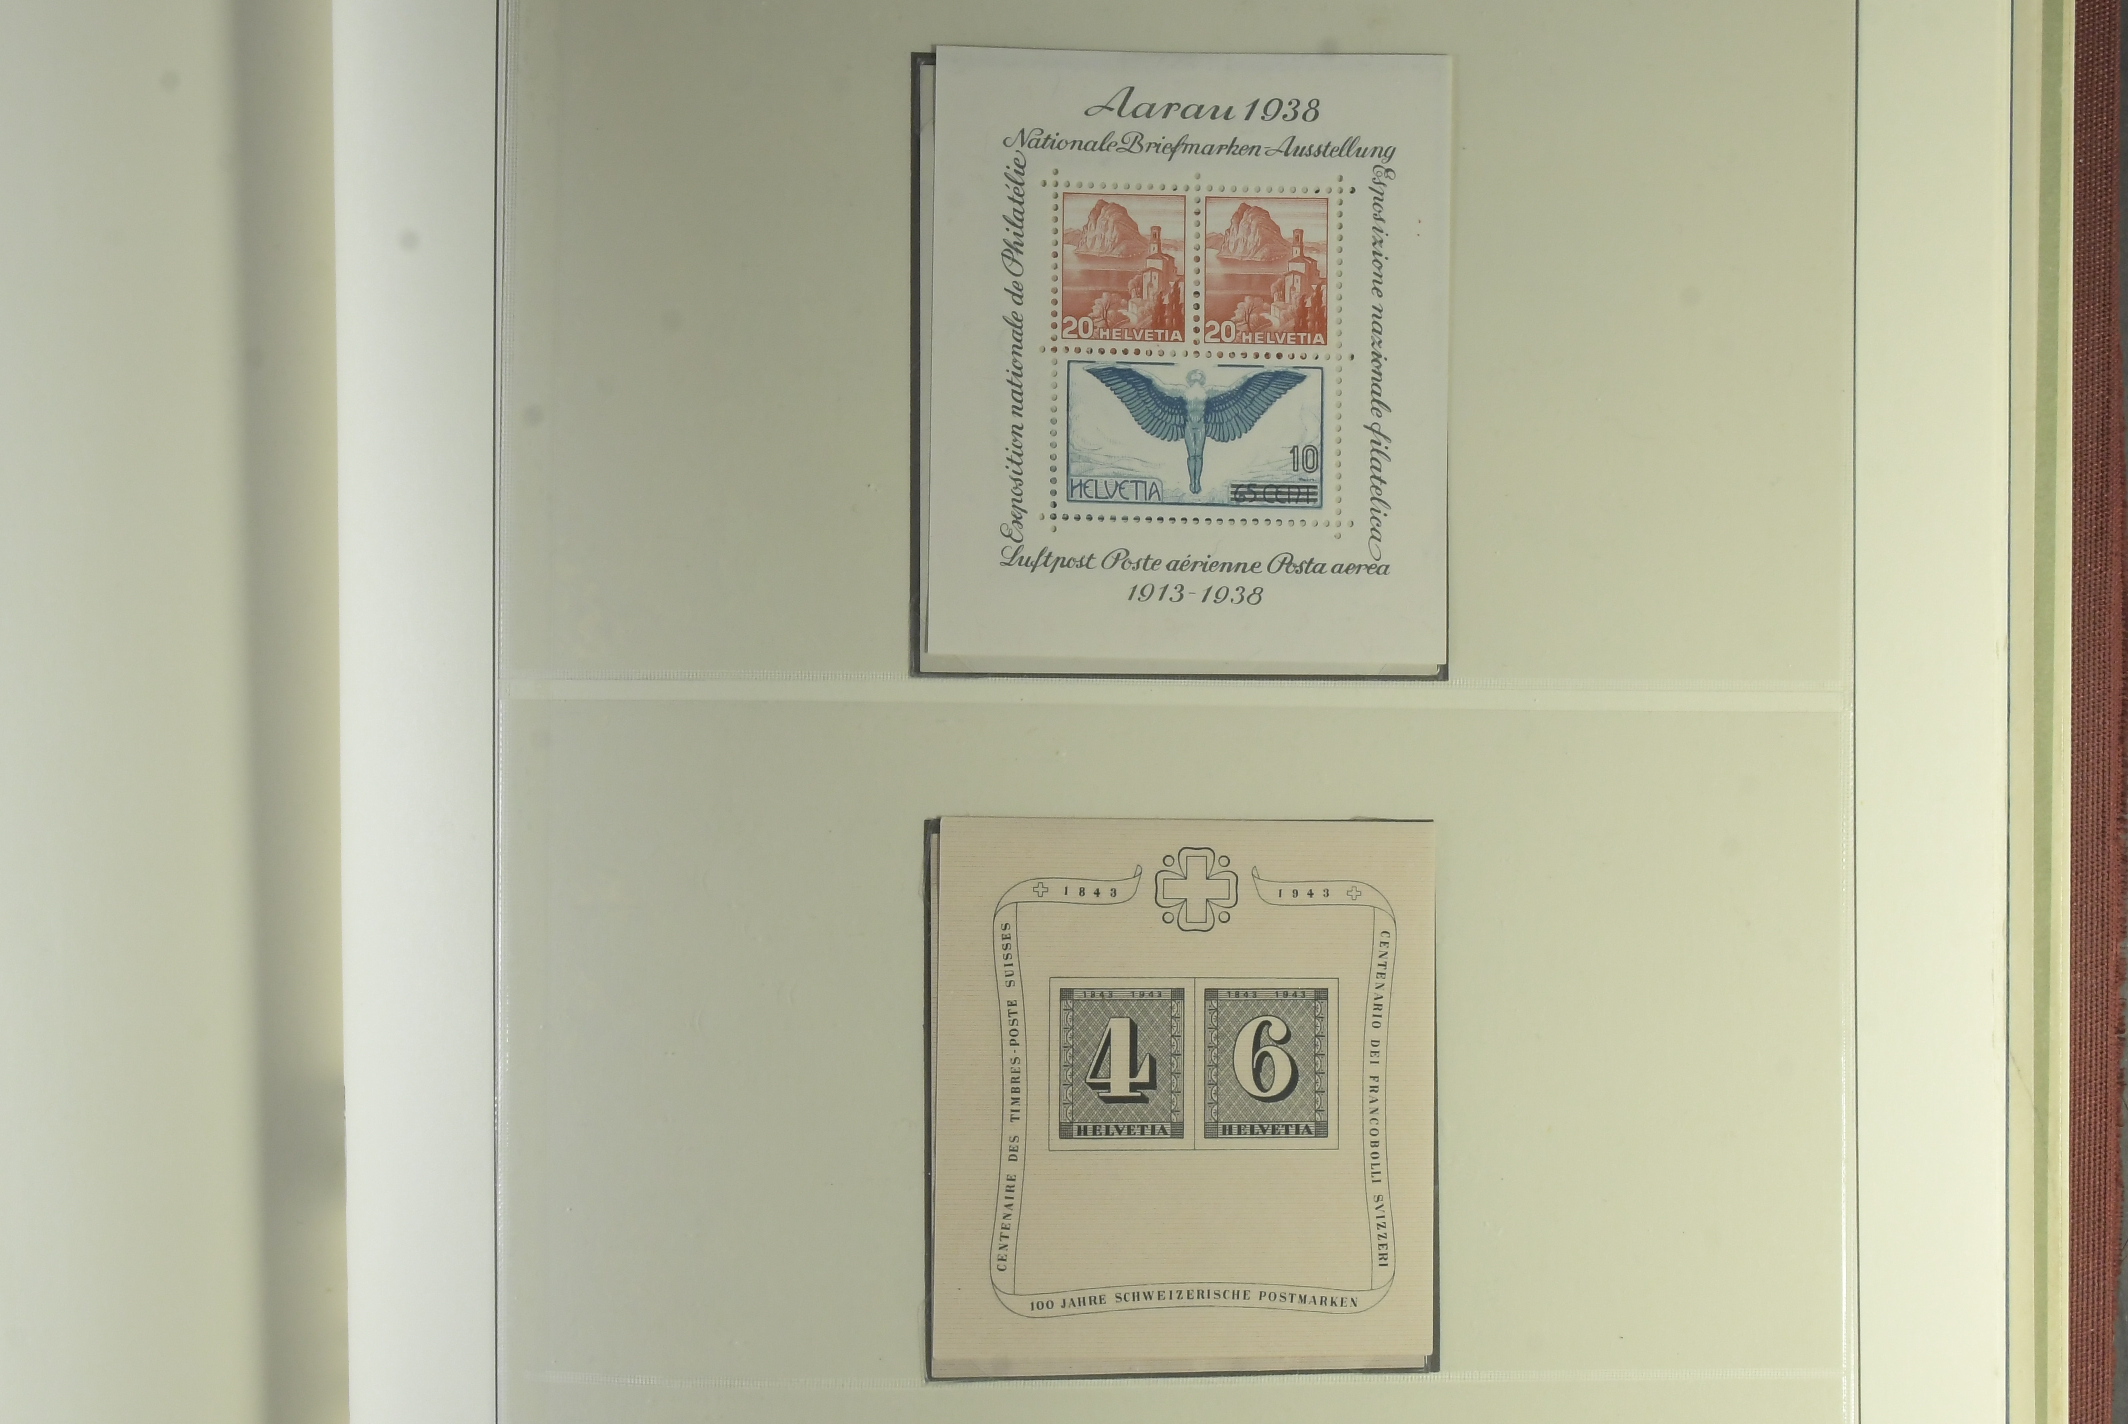 Aarau 1938
Nationale Briefmarken-Ausstellung
Exposition nationale de Philatélie
Esposizione nazionale filatelica
20 HELVETIA
20 HELVETIA
10
HELVETIA
65 CENT.
Luftpost Poste aérienne Posta aerea
1913-1938
1843
1943
CENTENAIRE DES TIMBRES-POSTE SUISSES
CENTENARIO DEI FRANCOBOLLI SVIZZERI
1843 1943
1843 1943
4
6
HELVETIA
HELVETIA
100 JAHRE SCHWEIZERISCHE POSTMARKEN